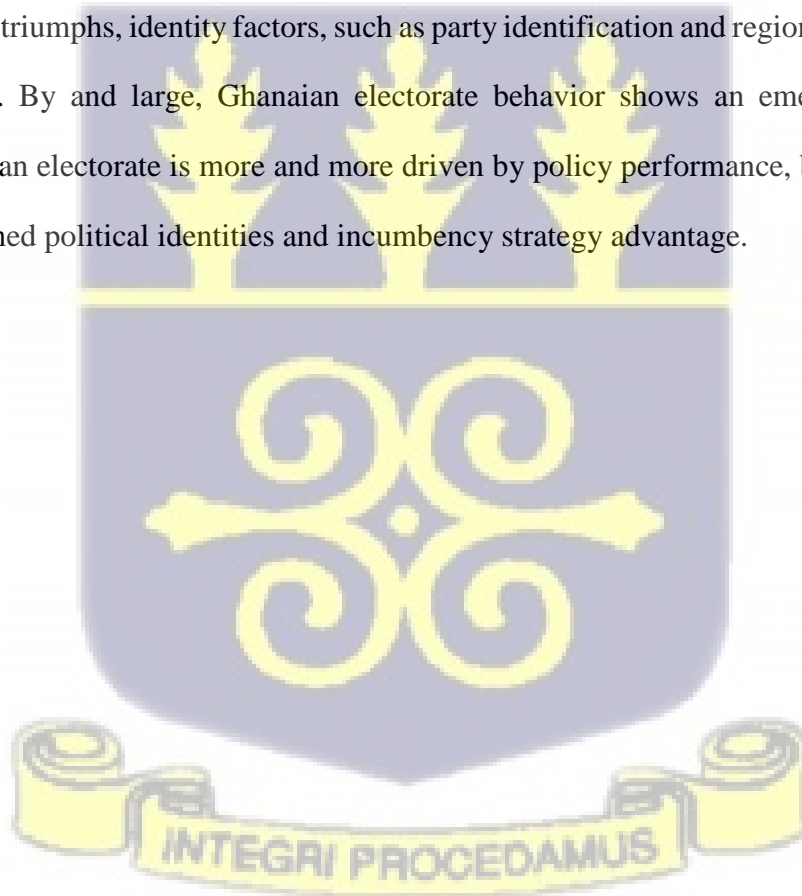 triumphs, identity factors, such as party identification and region
. By and large, Ghanaian electorate behavior shows an eme
an electorate is more and more driven by policy performance, b
ned political identities and incumbency strategy advantage.
INTEGRI PROCEDAMUS